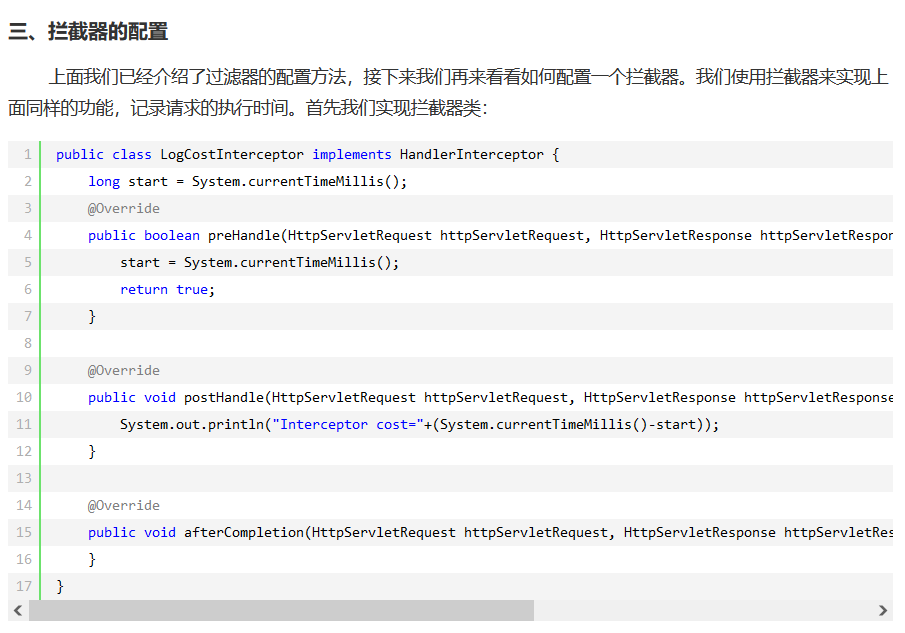 三、拦截器的配置
上面我们已经介绍了过滤器的配置方法，接下来我们再来看看如何配置一个拦截器。我们使用拦截器来实现上
面同样的功能，记录请求的执行时间。首先我们实现拦截器类：
1 public class LogCostInterceptor implements HandlerInterceptor {
2 long start = System.currentTimeMillis();
3 @Override
4 public boolean preHandle(HttpServletRequest httpServletRequest, HttpServletResponse httpServletRespon
5 start = System.currentTimeMillis();
6 return true;
7 }
8
9 @Override
10 public void postHandle(HttpServletRequest httpServletRequest, HttpServletResponse httpServletResponse
11 System.out.println("Interceptor cost="+(System.currentTimeMillis()-start));
12 }
13
14 @Override
15 public void afterCompletion(HttpServletRequest httpServletRequest, HttpServletResponse httpServletRes
16 }
17 }